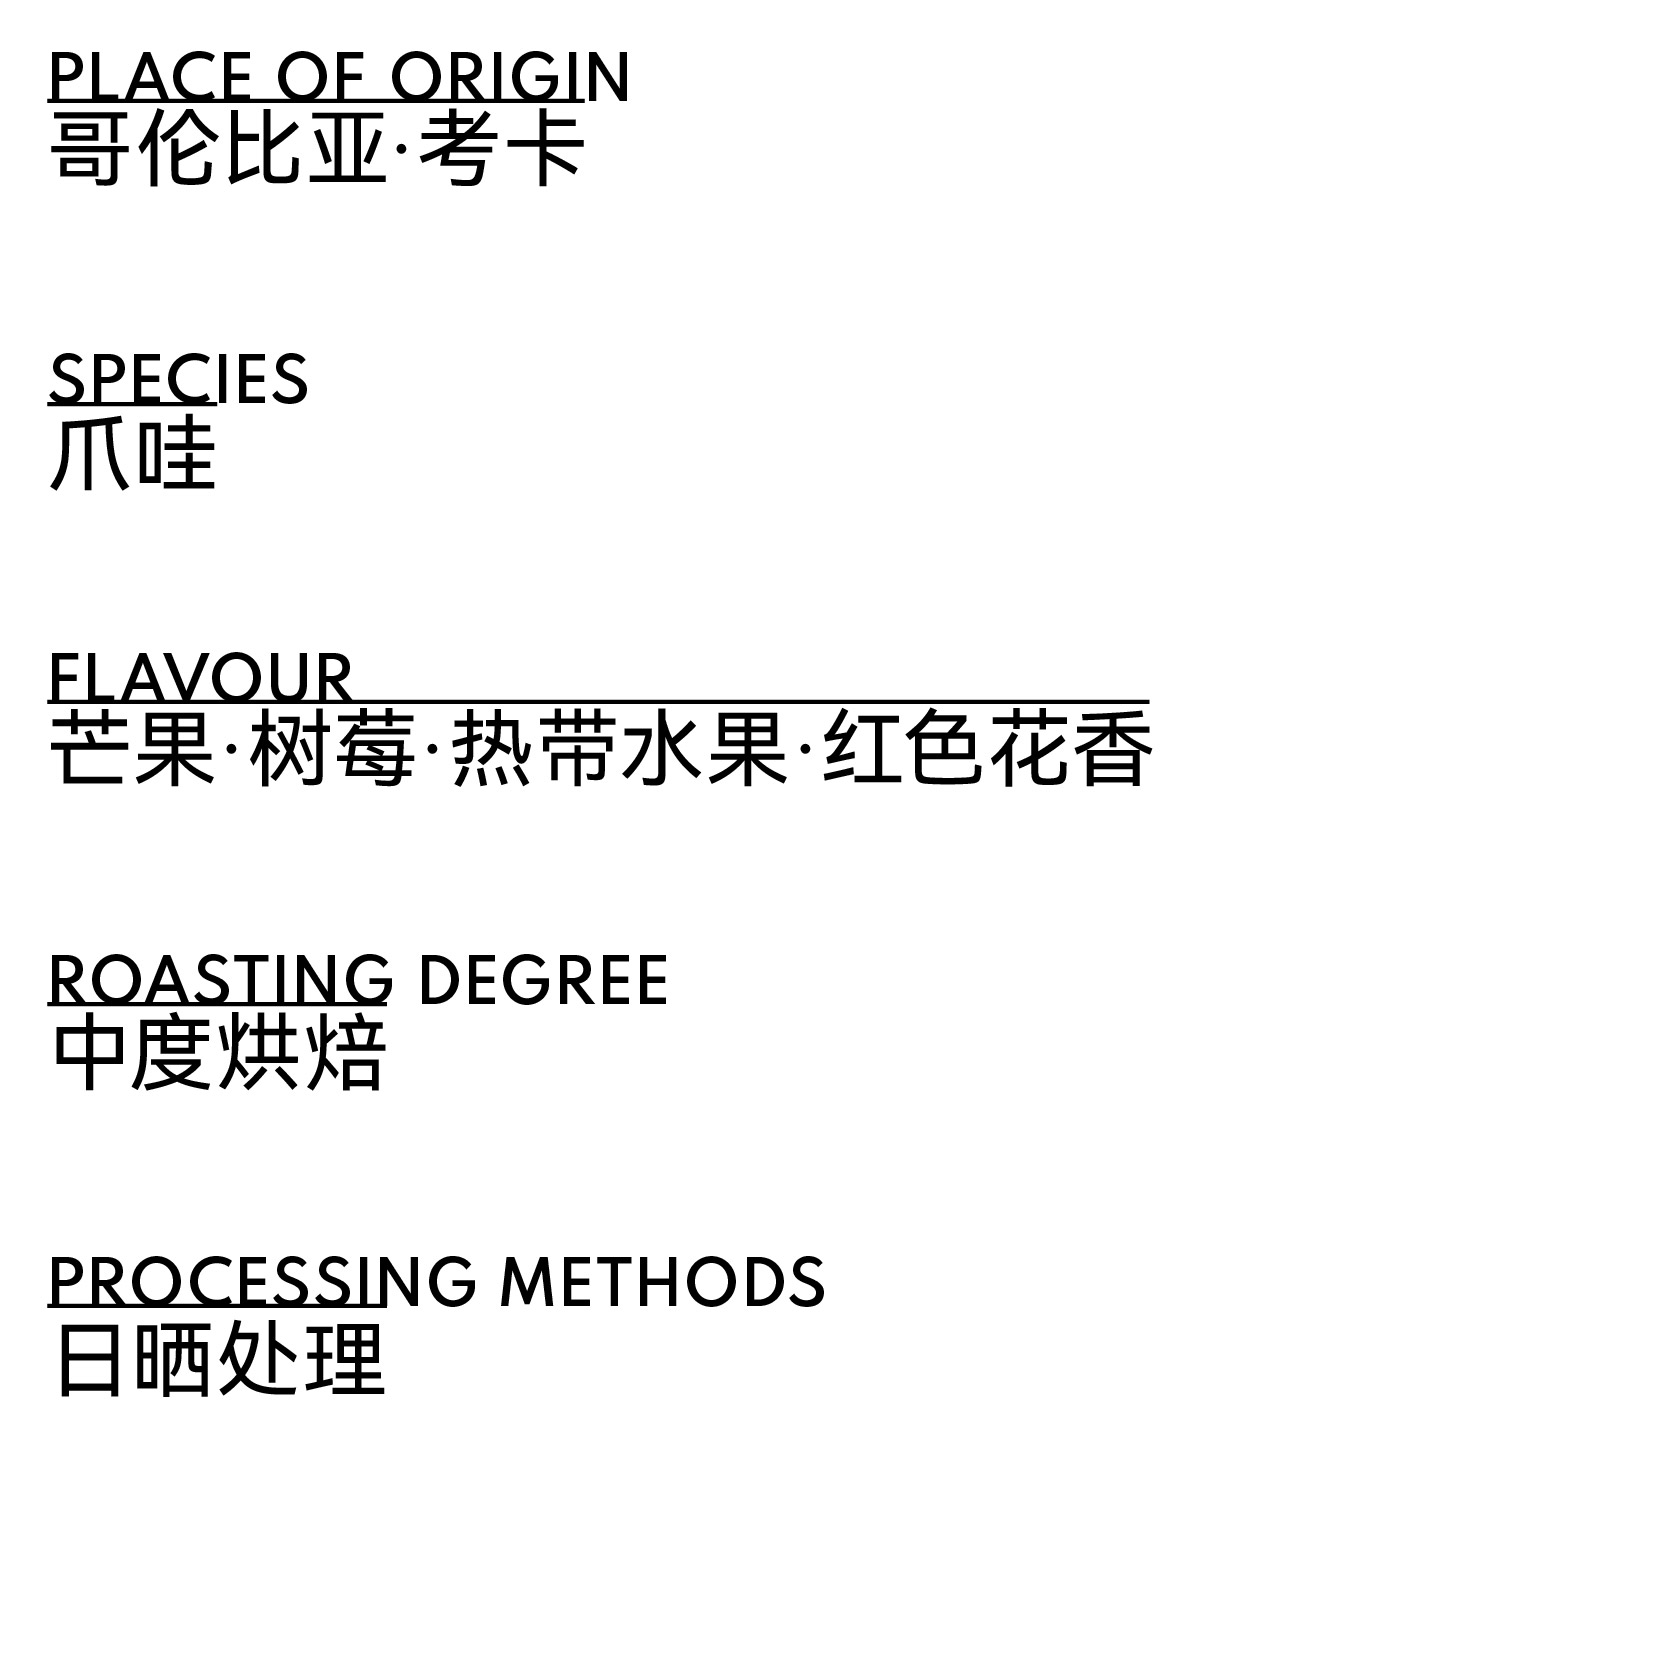 PLACE OF ORIGIN
哥伦比亚·考卡
SPECIES
爪哇
FLAVOUR
芒果·树莓·热带水果·红色花香
ROASTING DEGREE
中度烘焙
PROCESSING METHODS
日晒处理